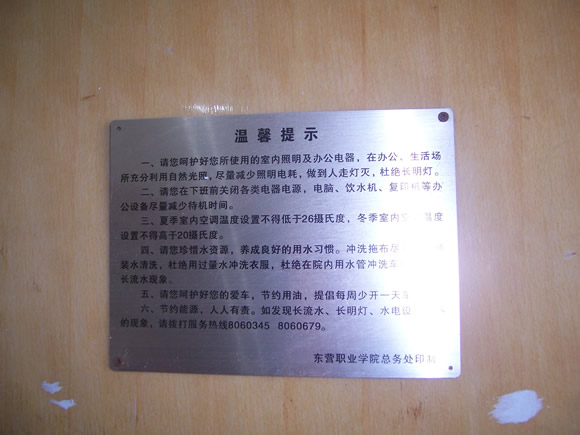 温馨提示
一、请您呵护好您所使用的室内照明及办公电器，在办公、生活场
所充分利用自然光照，尽量减少照明电耗，做到人走灯灭，杜绝长明灯。
二、请您在下班前关闭各类电器电源，电脑、饮水机、复印机等办
公设备尽量减少待机时间。
三、夏季室内空调温度设置不得低于26摄氏度，冬季室内 温度
设置不得高于20摄氏度。
四、请您珍惜水资源，养成良好的用水习惯。冲洗拖布尽
装水清洗，杜绝用过量水冲洗衣服，杜绝在院内用水管冲洗车
长流水现象。
五、请您呵护好您的爱车，节约用油，提倡每周少开一天车
六、节约能源，人人有责。如发现长流水、长明灯、水电设
的现象，请拨打服务热线8060345 8060679。
东营职业学院总务处印制